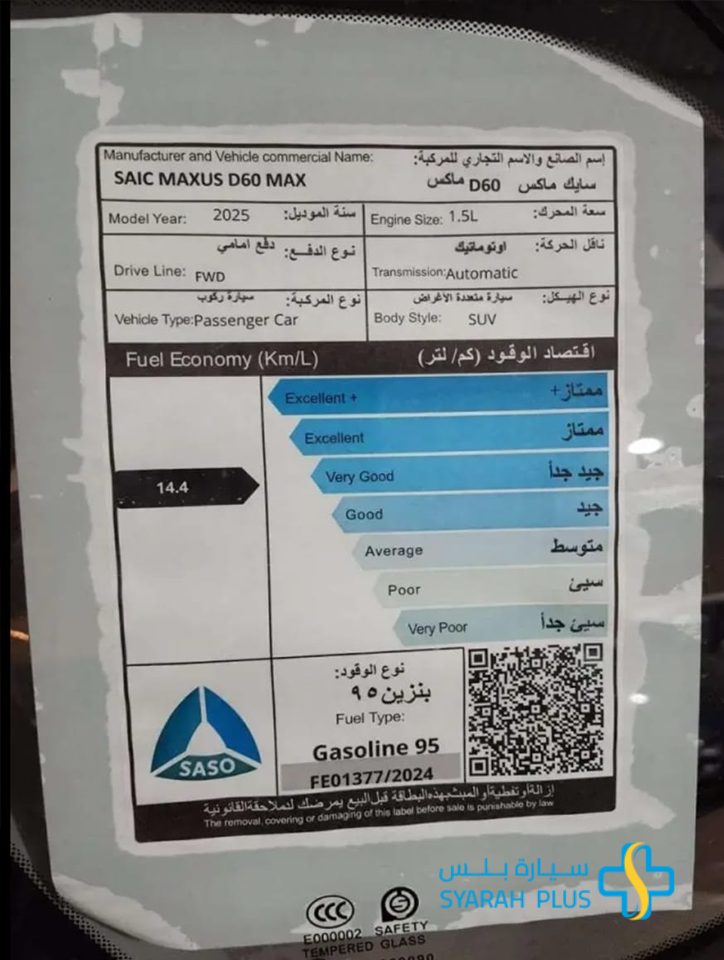 Manufacturer and Vehicle commercial Name: إسم الصانع والاسم التجاري للمركبة:
SAIC MAXUS D60 MAX سايك ماكس D60 ماكس
Model Year: 2025 سنة الموديل: Engine Size: 1.5L سعة المحرك:
نوع الدفع: دفع امامي ناقل الحركة: اوتوماتيك
Drive Line: FWD Transmission:Automatic
نوع المركبة: سيارة ركوب نوع الهيكل: سيارة متعددة الأغراض
Vehicle Type:Passenger Car Body Style: SUV
Fuel Economy (Km/L) اقتصاد الوقود (كم/ لتر)
Excellent + ممتاز+
Excellent ممتاز
14.4 Very Good جيد جداً
Good جيد
Average متوسط
Poor سيئ
Very Poor سيئ جداً
نوع الوقود:
بنزين ٩٥
Fuel Type:
Gasoline 95
SASO
FE01377/2024
إزالة أو تغطية أو العبث بهذه البطاقة قبل البيع يعرضك للملاحقة القانونية
The removal, covering or damaging of this label before sale is punishable by law
سيارة بلس
SYARAH PLUS
CCC
E000002 SAFETY
TEMPERED GLASS